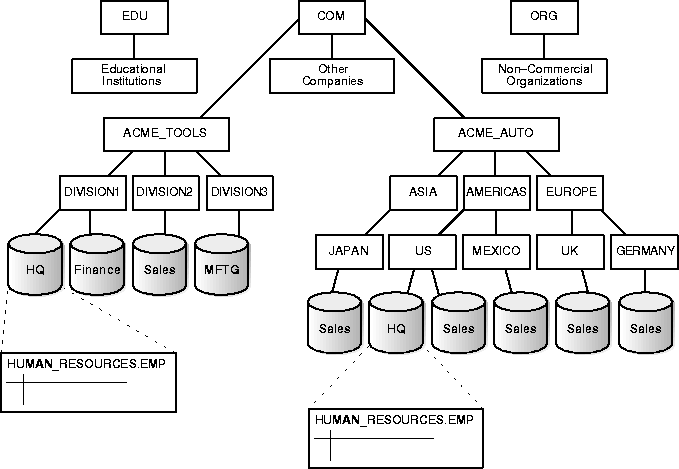 EDU
COM
ORG
Educational
Institutions
Other
Companies
Non-Commercial
Organizations
ACME_TOOLS
ACME_AUTO
DIVISION1
DIVISION2
DIVISION3
ASIA
AMERICAS
EUROPE
HQ
Finance
Sales
MFTG
JAPAN
US
MEXICO
UK
GERMANY
Sales
HQ
Sales
Sales
Sales
Sales
HUMAN_RESOURCES.EMP
HUMAN_RESOURCES.EMP